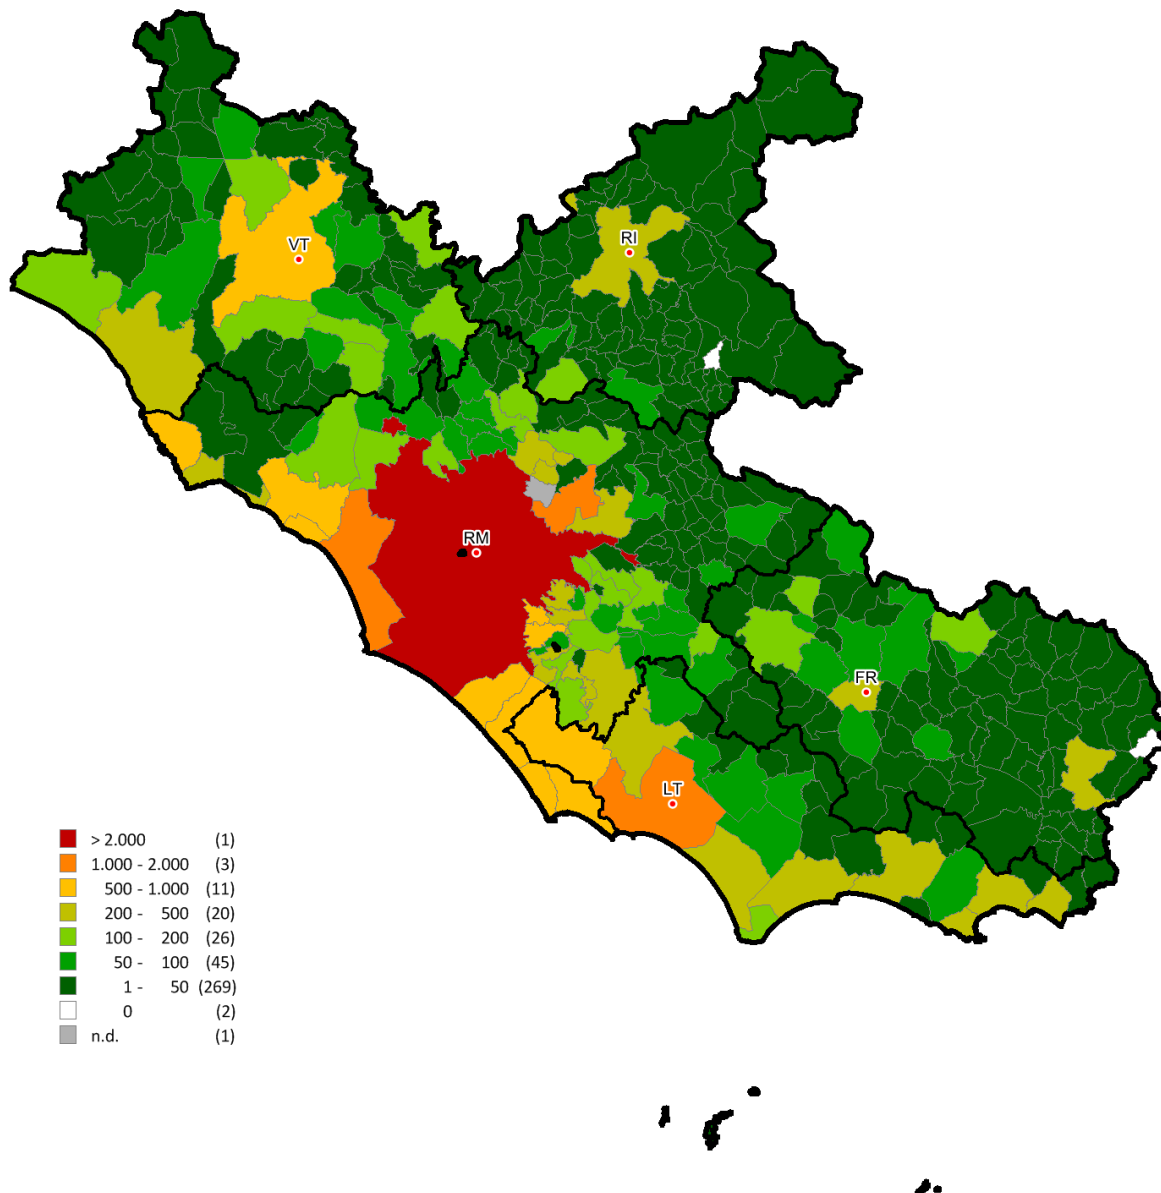 VT
RI
RM
FR
LT
> 2.000 (1)
1.000 - 2.000 (3)
500 - 1.000 (11)
200 - 500 (20)
100 - 200 (26)
50 - 100 (45)
1 - 50 (269)
0 (2)
n.d. (1)